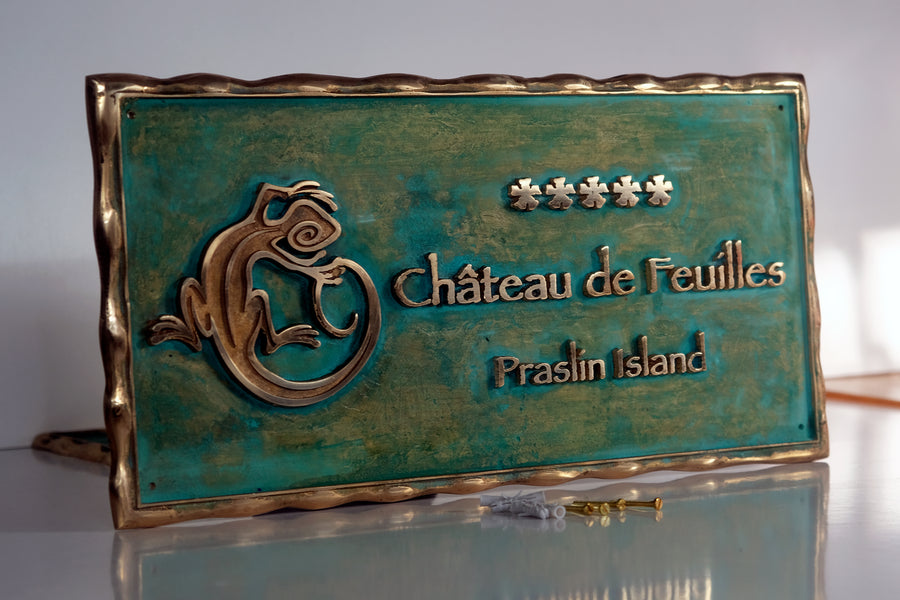 Château de Feuilles
Praslin Island